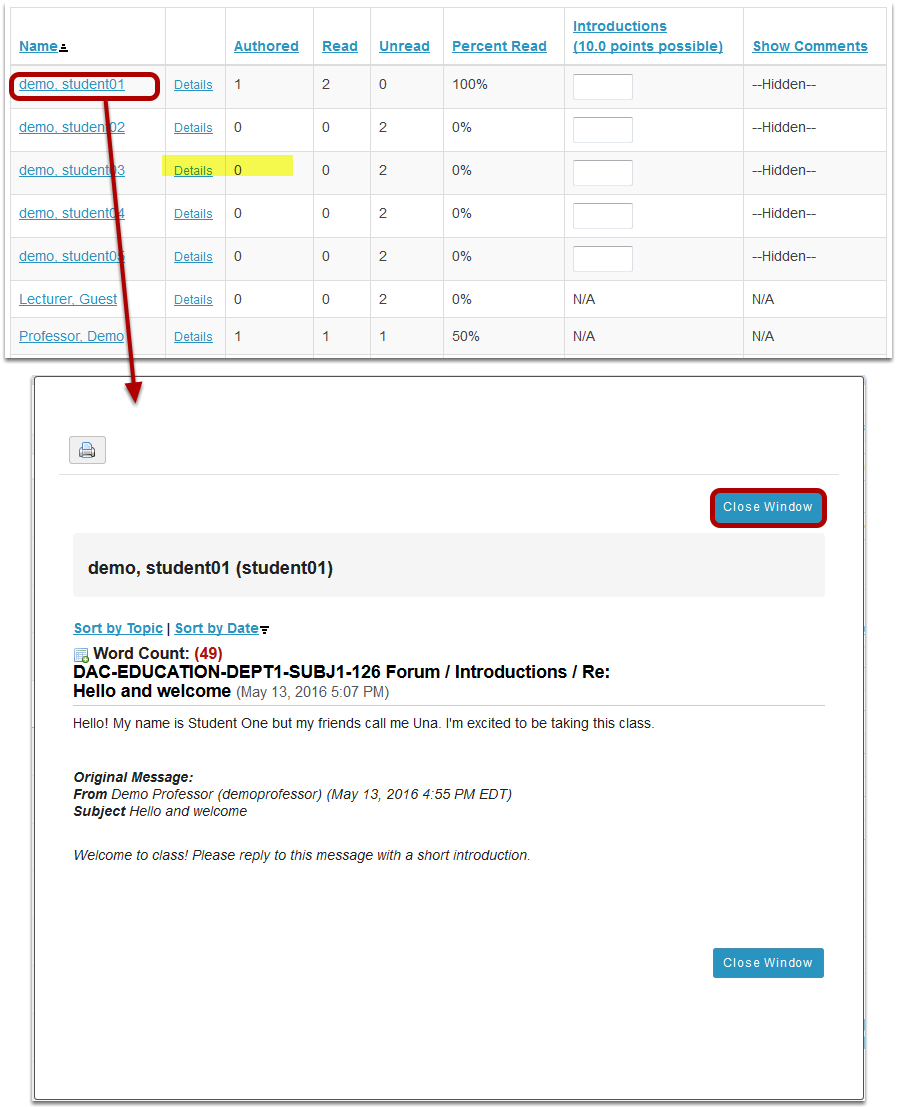 Name Authored Read Unread Percent Read Introductions (10.0 points possible) Show Comments
demo, student01 Details 1 2 0 100% --Hidden--
demo, student02 Details 0 0 2 0% --Hidden--
demo, student03 Details 0 0 2 0% --Hidden--
demo, student04 Details 0 0 2 0% --Hidden--
demo, student05 Details 0 0 2 0% --Hidden--
Lecturer, Guest Details 0 0 2 0% N/A N/A
Professor, Demo Details 1 1 1 50% N/A N/A
Close Window
demo, student01 (student01)
Sort by Topic | Sort by Date
Word Count: (49)
DAC-EDUCATION-DEPT1-SUBJ1-126 Forum / Introductions / Re:
Hello and welcome (May 13, 2016 5:07 PM)
Hello! My name is Student One but my friends call me Una. I'm excited to be taking this class.
Original Message:
From Demo Professor (demoprofessor) (May 13, 2016 4:55 PM EDT)
Subject Hello and welcome
Welcome to class! Please reply to this message with a short introduction.
Close Window